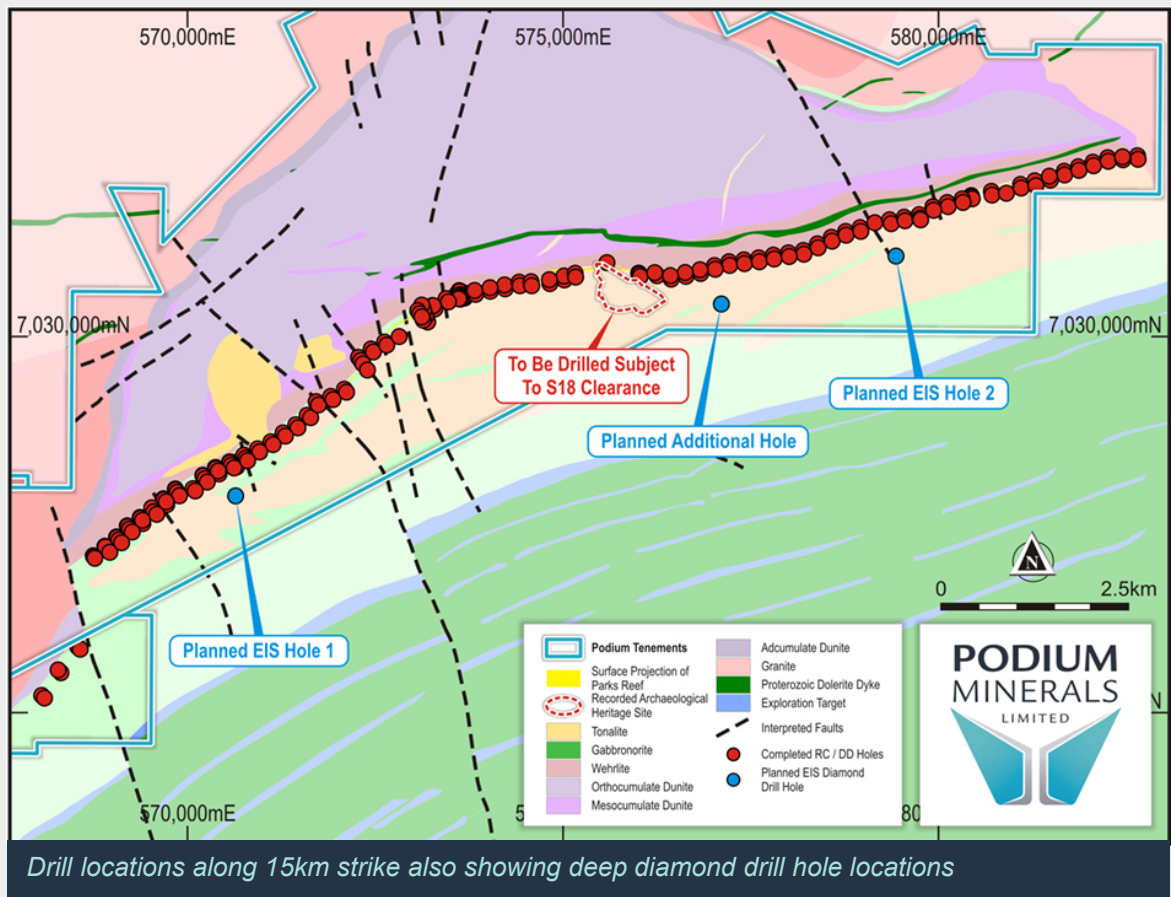 570,000mE
575,000mE
580,000mE
7,030,000mN
7,030,000mN
To Be Drilled Subject
To S18 Clearance
Planned EIS Hole 2
Planned Additional Hole
Planned EIS Hole 1
N
0
2.5km
Podium Tenements
Surface Projection of
Parks Reef
Recorded Archaeological
Heritage Site
Tonalite
Gabbronorite
Wehrlite
Orthocumulate Dunite
Mesocumulate Dunite
Adcumulate Dunite
Granite
Proterozoic Dolerite Dyke
Exploration Target
Interpreted Faults
Completed RC / DD Holes
Planned EIS Diamond
Drill Hole
PODIUM
MINERALS
LIMITED
N
570,000mE
5
80
Drill locations along 15km strike also showing deep diamond drill hole locations